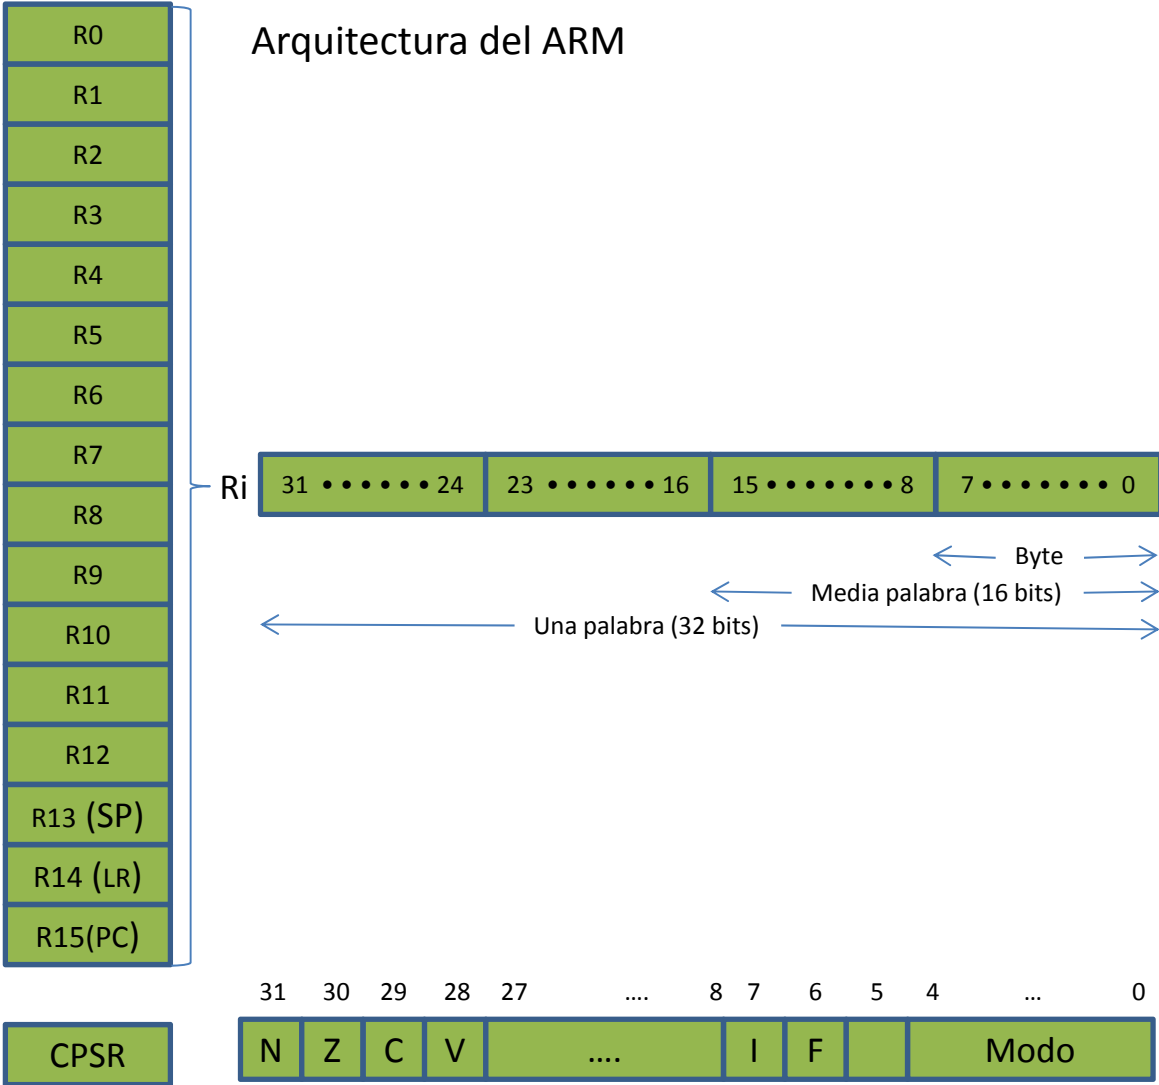 Arquitectura del ARM
R0
R1
R2
R3
R4
R5
R6
R7
R8
R9
R10
R11
R12
R13 (SP)
R14 (LR)
R15(PC)
Ri 31 •••••• 24 23 •••••• 16 15 ••••••• 8 7 ••••••• 0
Byte
Media palabra (16 bits)
Una palabra (32 bits)
31 30 29 28 27 .... 8 7 6 5 4 ... 0
CPSR N Z C V .... I F Modo